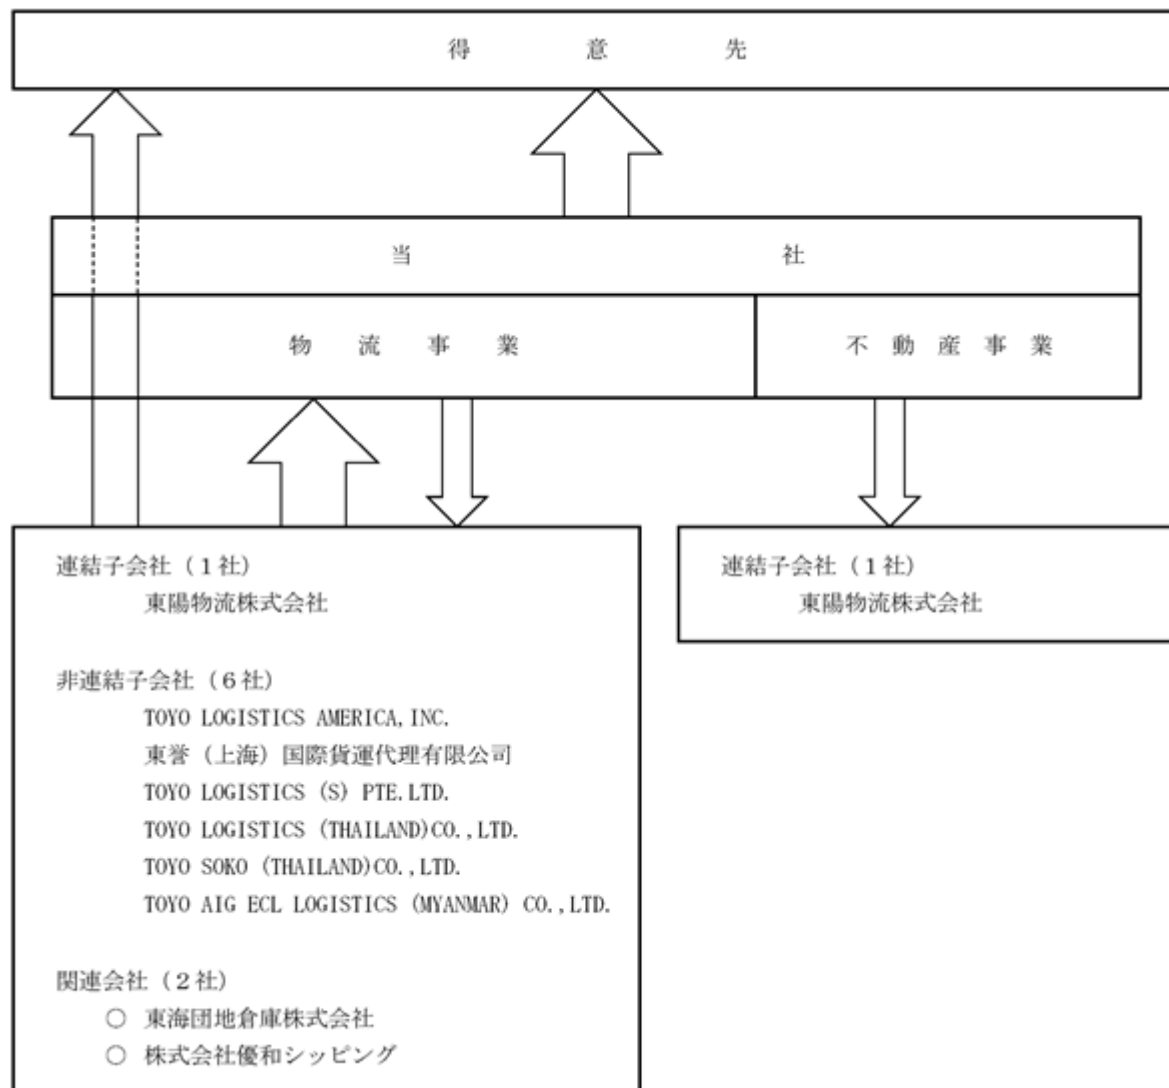 得意先
当社
物流事業
不動産事業
連結子会社(1社)
東陽物流株式会社
非連結子会社(6社)
TOYO LOGISTICS AMERICA, INC.
東誉(上海)国際貨運代理有限公司
TOYO LOGISTICS (S) PTE.LTD.
TOYO LOGISTICS (THAILAND)CO.,LTD.
TOYO SOKO (THAILAND)CO.,LTD.
TOYO AIG ECL LOGISTICS (MYANMAR) CO.,LTD.
関連会社(2社)
○ 東海団地倉庫株式会社
○ 株式会社優和シッピング
連結子会社(1社)
東陽物流株式会社